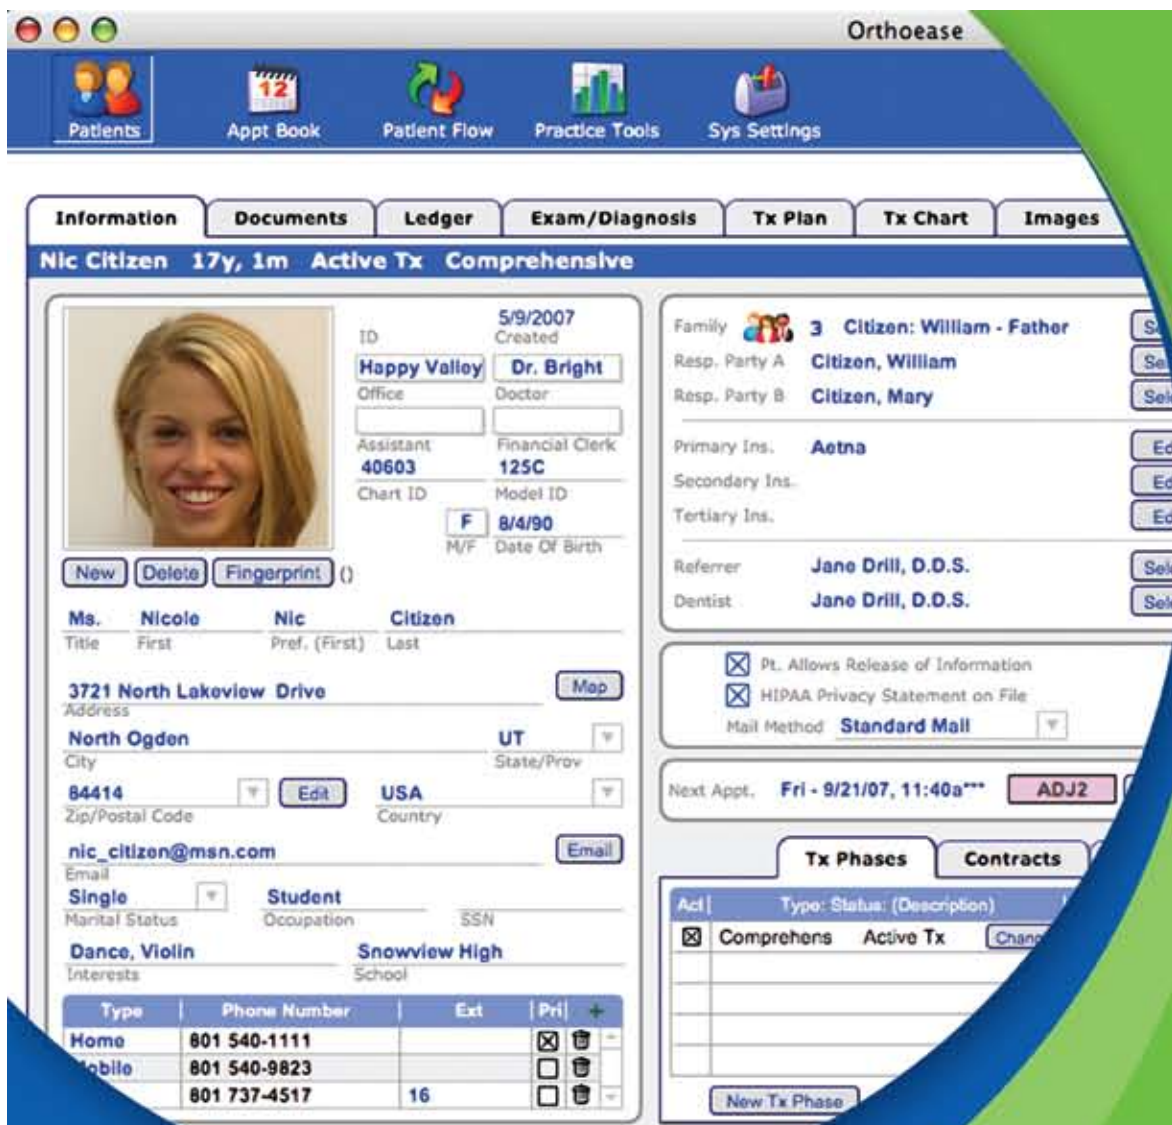 Orthoease
12
Patients Appt Book Patient Flow Practice Tools Sys Settings
Information Documents Ledger Exam/Diagnosis Tx Plan Tx Chart Images
Nic Citizen 17y, 1m Active Tx Comprehensive
5/9/2007
ID Created
Happy Valley Dr. Bright
Office Doctor
Assistant Financial Clerk
40603 125C
Chart ID Model ID
F 8/4/90
M/F Date Of Birth
New Delete Fingerprint ()
Ms. Nicole Nic Citizen
Title First Pref. (First) Last
3721 North Lakeview Drive Map
Address
North Ogden UT
City State/Prov
84414 Edit USA
Zip/Postal Code Country
nic_citizen@msn.com Email
Email
Single Student
Marital Status Occupation SSN
Dance, Violin Snowview High
Interests School
Type Phone Number Ext Pri +
Home 801 540-1111
Mobile 801 540-9823
801 737-4517 16
Family 3 Citizen: William - Father
Resp. Party A Citizen, William
Resp. Party B Citizen, Mary Sel
Primary Ins. Aetna Ed
Secondary Ins. Ed
Tertiary Ins. Ed
Referrer Jane Drill, D.D.S. Sel
Dentist Jane Drill, D.D.S. Sel
Pt. Allows Release of Information
HIPAA Privacy Statement on File
Mail Method Standard Mail
Next Appt. Fri - 9/21/07, 11:40a*** ADJ2
Tx Phases Contracts
Act Type: Status: (Description)
Comprehens Active Tx Chang
New Tx Phase